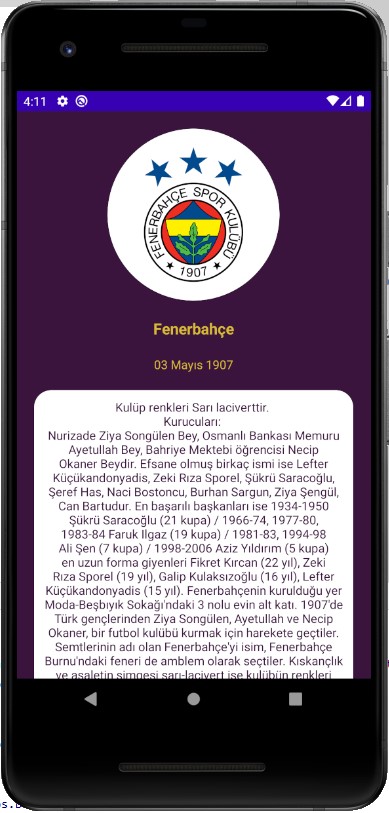 4:11
FENERBAHÇE SPOR KULÜBÜ
1907
Fenerbahçe
03 Mayıs 1907
Kulüp renkleri Sarı laciverttir.
Kurucuları:
Nurizade Ziya Songülen Bey, Osmanlı Bankası Memuru
Ayetullah Bey, Bahriye Mektebi öğrencisi Necip
Okaner Beydir. Efsane olmuş birkaç ismi ise Lefter
Küçükandonyadis, Zeki Rıza Sporel, Şükrü Saracoğlu,
Şeref Has, Naci Bostoncu, Burhan Sargun, Ziya Şengül,
Can Bartudur. En başarılı başkanları ise 1934-1950
Şükrü Saracoğlu (21 kupa) / 1966-74, 1977-80,
1983-84 Faruk Ilgaz (19 kupa) / 1981-83, 1994-98
Ali Şen (7 kupa) / 1998-2006 Aziz Yıldırım (5 kupa)
en uzun forma giyenleri Fikret Kırcan (22 yıl), Zeki
Rıza Sporel (19 yıl), Galip Kulaksızoğlu (16 yıl), Lefter
Küçükandonyadis (15 yıl). Fenerbahçenin kurulduğu yer
Moda-Beşbıyık Sokağı'ndaki 3 nolu evin alt katı. 1907'de
Türk gençlerinden Ziya Songülen, Ayetullah ve Necip
Okaner, bir futbol kulübü kurmak için harekete geçtiler.
Semtlerinin adı olan Fenerbahçe'yi isim, Fenerbahçe
Burnu'ndaki feneri de amblem olarak seçtiler. Kıskançlık
ve asaletin simgesi sarı-lacivert ise kulübün renkleri